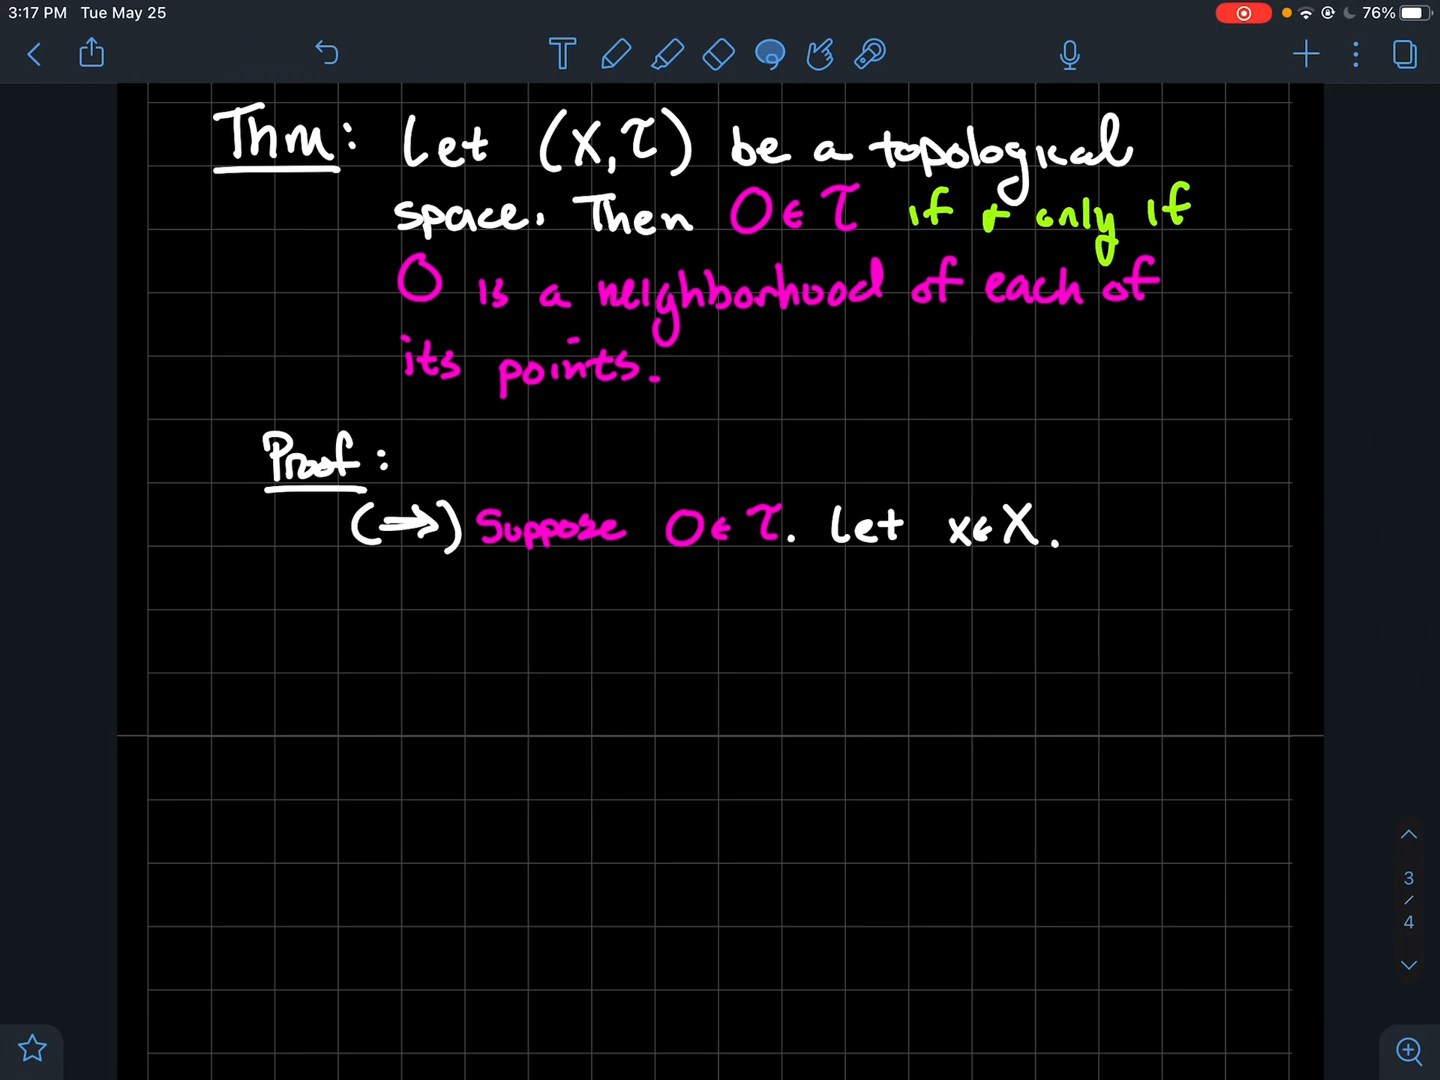 3:17 PM Tue May 25
76%
Thm: Let (X, τ) be a topological
space. Then O ∈ τ if + only if
O is a neighborhood of each of
its points.
Proof:
(⇒) Suppose O ∈ τ. Let x ∈ X.
3
/
4